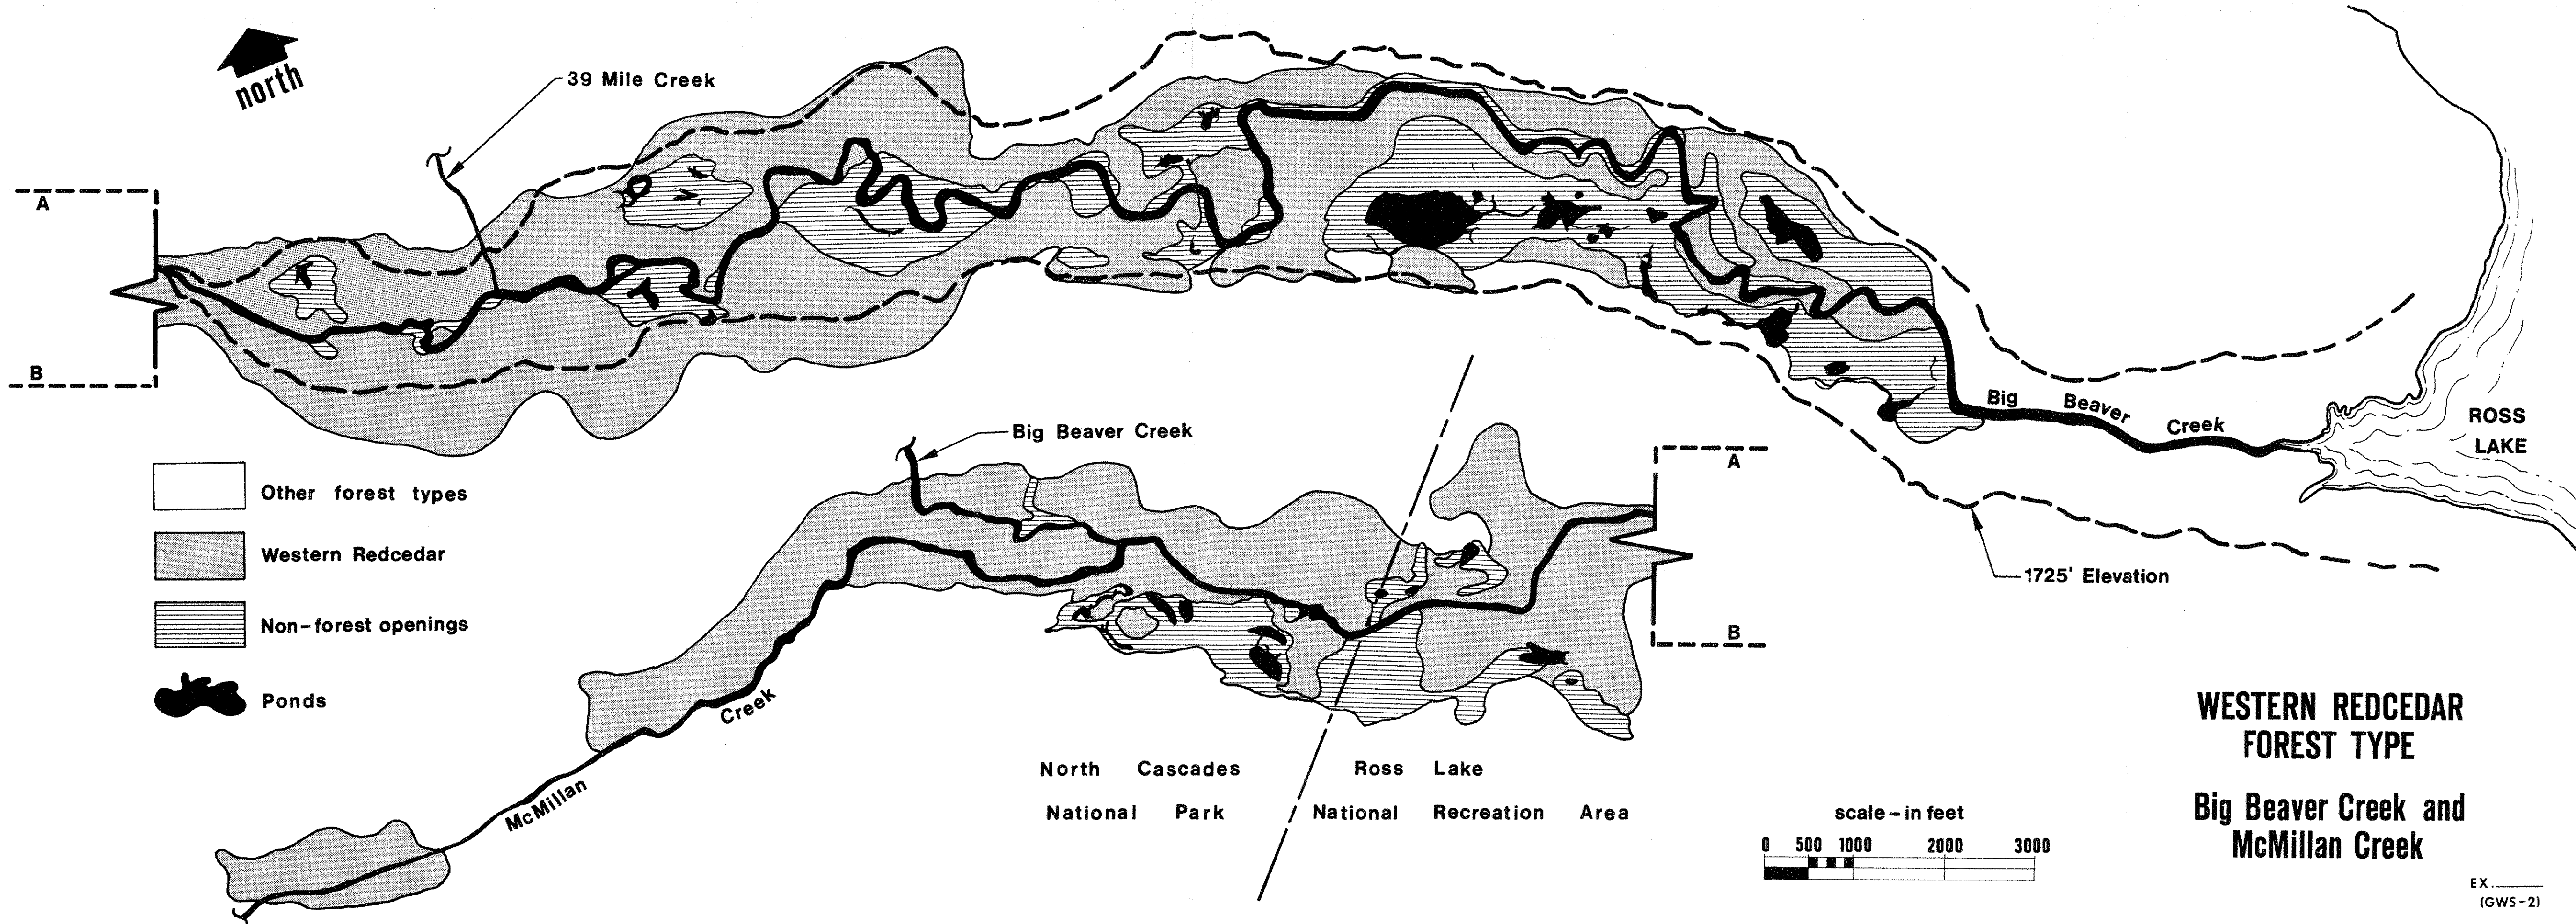 north
39 Mile Creek
A
B
Big Beaver Creek
ROSS
LAKE
1725' Elevation
Other forest types
Western Redcedar
Non-forest openings
Ponds
Big Beaver Creek
A
B
McMillan Creek
North Cascades
National Park
Ross Lake
National Recreation Area
scale-in feet
0 500 1000 2000 3000
WESTERN REDCEDAR
FOREST TYPE
Big Beaver Creek and
McMillan Creek
EX.
(GWS-2)